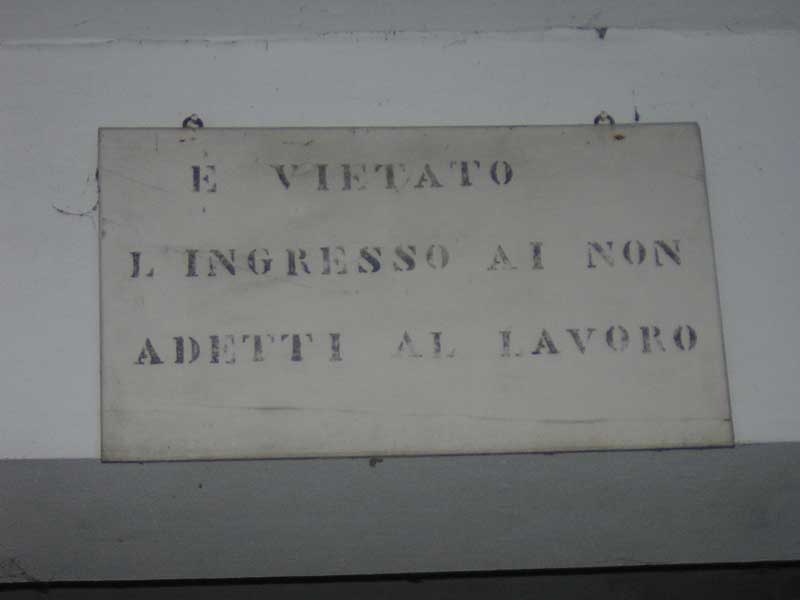 È VIETATO
L INGRESSO AI NON
ADETTI AL LAVORO